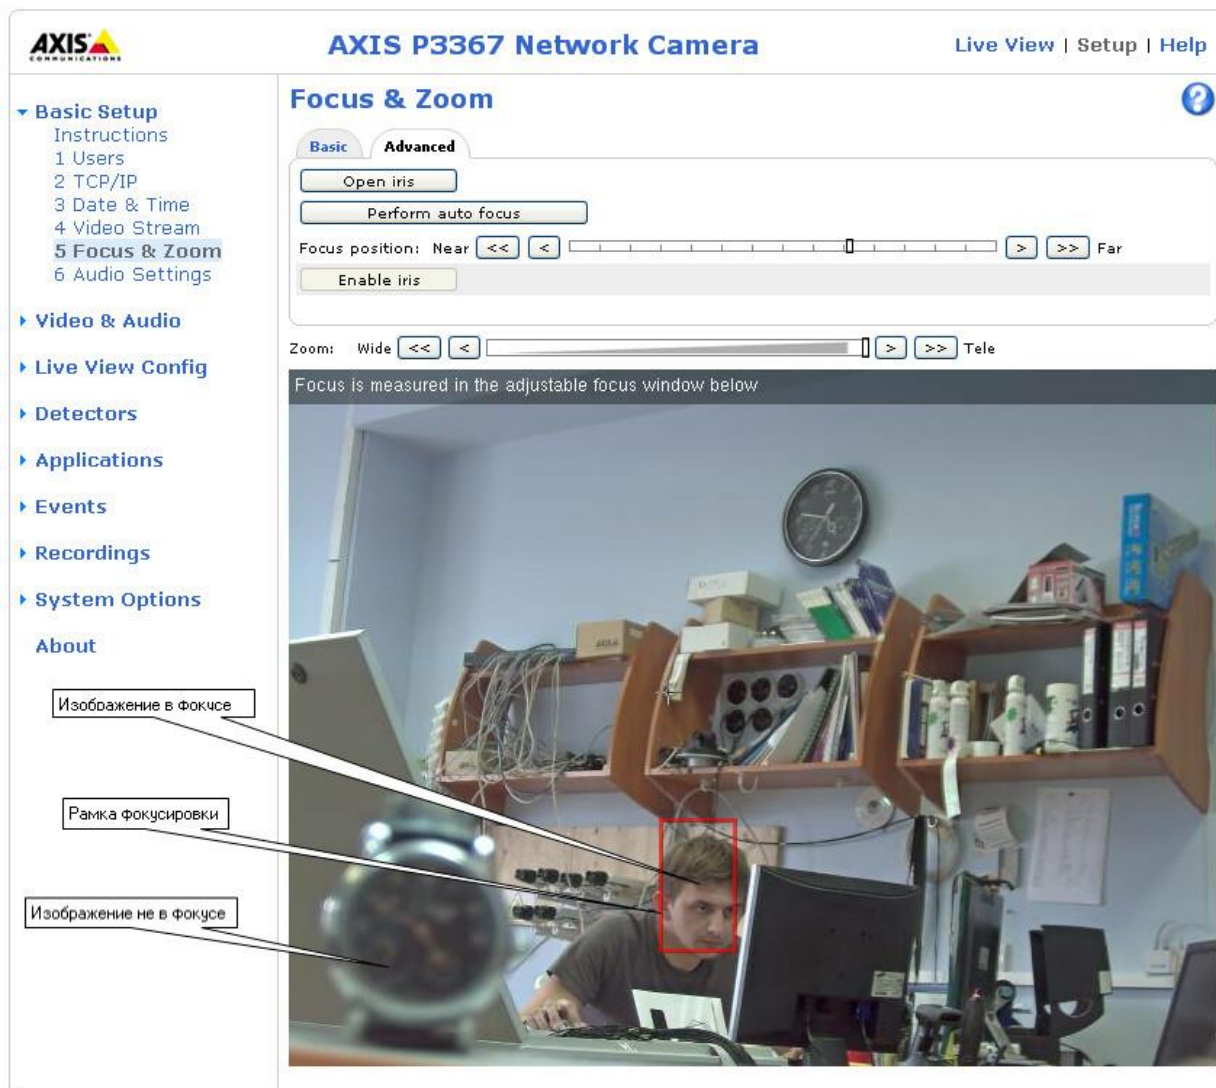 AXIS
COMMUNICATIONS
AXIS P3367 Network Camera
Live View | Setup | Help
Basic Setup
Instructions
1 Users
2 TCP/IP
3 Date & Time
4 Video Stream
5 Focus & Zoom
6 Audio Settings
Video & Audio
Live View Config
Detectors
Applications
Events
Recordings
System Options
About
Focus & Zoom
?
Basic Advanced
Open iris
Perform auto focus
Focus position: Near << < > >> Far
Enable iris
Zoom: Wide << < > >> Tele
Focus is measured in the adjustable focus window below
Изображение в фокусе
Рамка фокусировки
Изображение не в фокусе